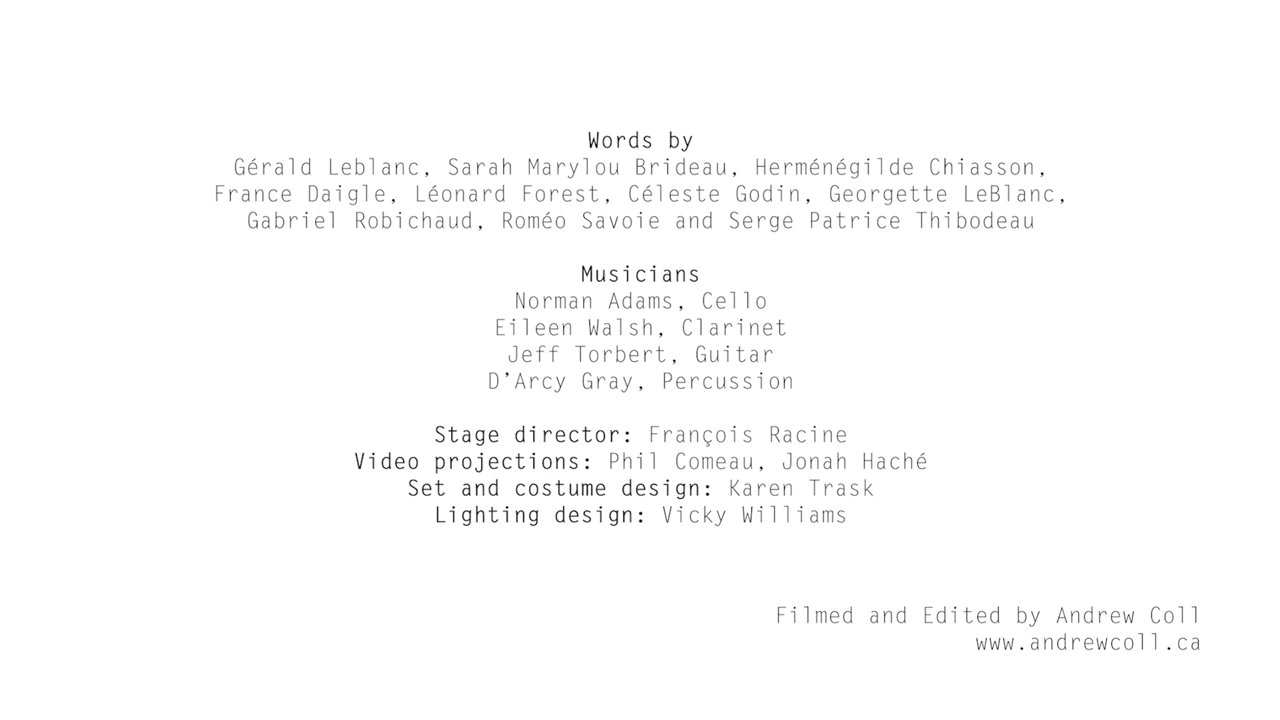 Words by
Gérald Leblanc, Sarah Marylou Brideau, Herménégilde Chiasson,
France Daigle, Léonard Forest, Céleste Godin, Georgette LeBlanc,
Gabriel Robichaud, Roméo Savoie and Serge Patrice Thibodeau
Musicians
Norman Adams, Cello
Eileen Walsh, Clarinet
Jeff Torbert, Guitar
D’Arcy Gray, Percussion
Stage director: François Racine
Video projections: Phil Comeau, Jonah Haché
Set and costume design: Karen Trask
Lighting design: Vicky Williams
Filmed and Edited by Andrew Coll
www.andrewcoll.ca